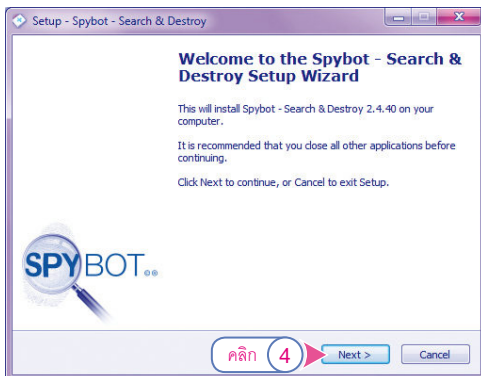 Setup - Spybot - Search & Destroy
Welcome to the Spybot - Search &
Destroy Setup Wizard
This will install Spybot - Search & Destroy 2.4.40 on your
computer.
It is recommended that you close all other applications before
continuing.
Click Next to continue, or Cancel to exit Setup.
SPYBOT
คลิก 4 Next > Cancel